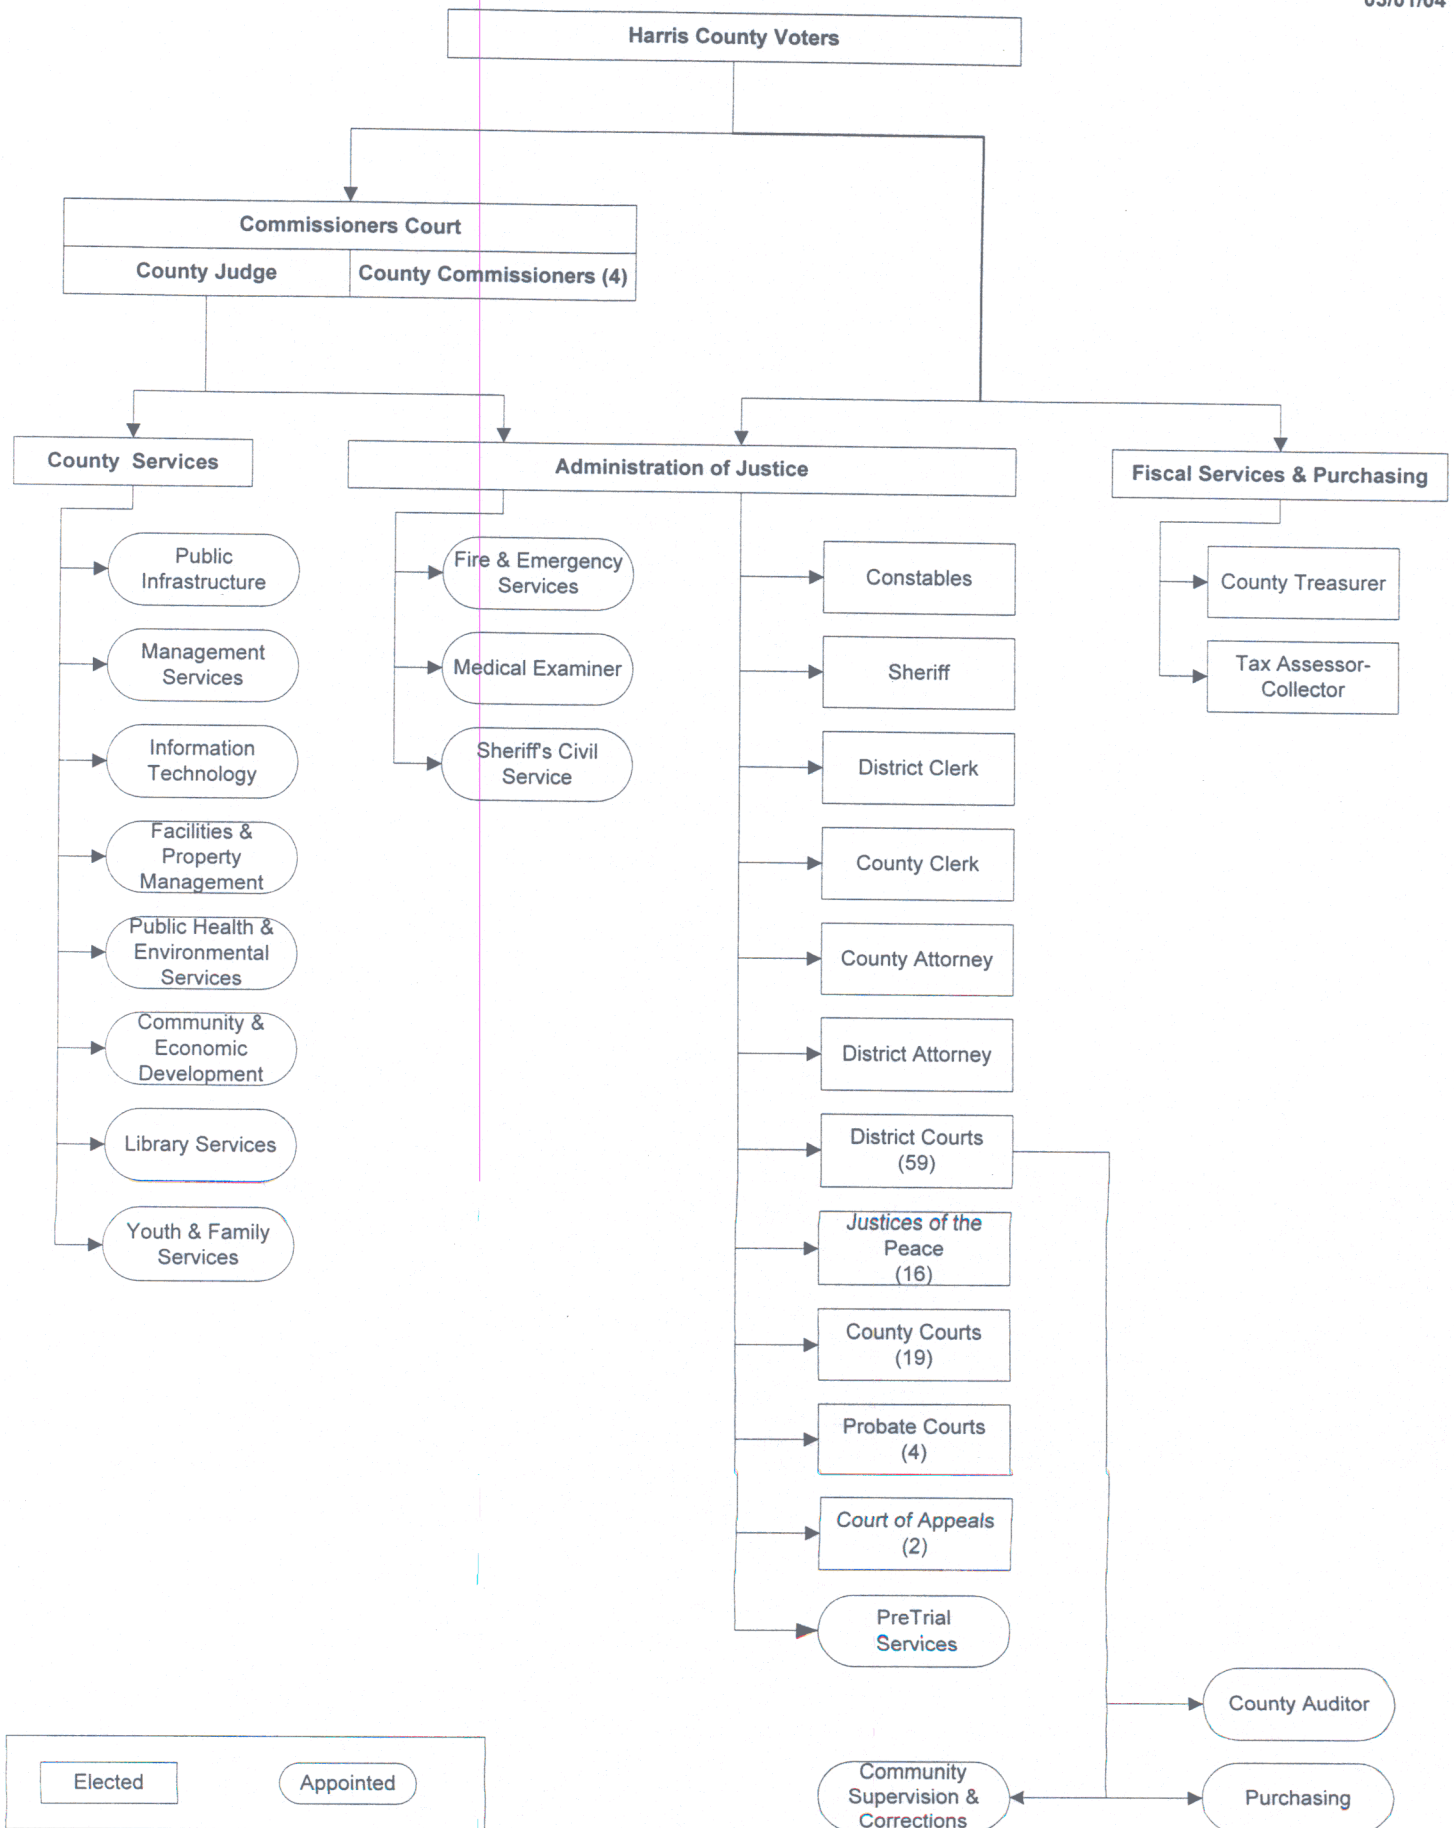 Harris County Voters
Commissioners Court
County Judge
County Commissioners (4)
County Services
Administration of Justice
Fiscal Services & Purchasing
Public
Infrastructure
Management
Services
Information
Technology
Facilities &
Property
Management
Public Health &
Environmental
Services
Community &
Economic
Development
Library Services
Youth & Family
Services
Fire & Emergency
Services
Medical Examiner
Sheriff's Civil
Service
Constables
Sheriff
District Clerk
County Clerk
County Attorney
District Attorney
District Courts
(59)
Justices of the
Peace
(16)
County Courts
(19)
Probate Courts
(4)
Court of Appeals
(2)
PreTrial
Services
County Treasurer
Tax Assessor-
Collector
County Auditor
Purchasing
Community
Supervision &
Corrections
Elected
Appointed